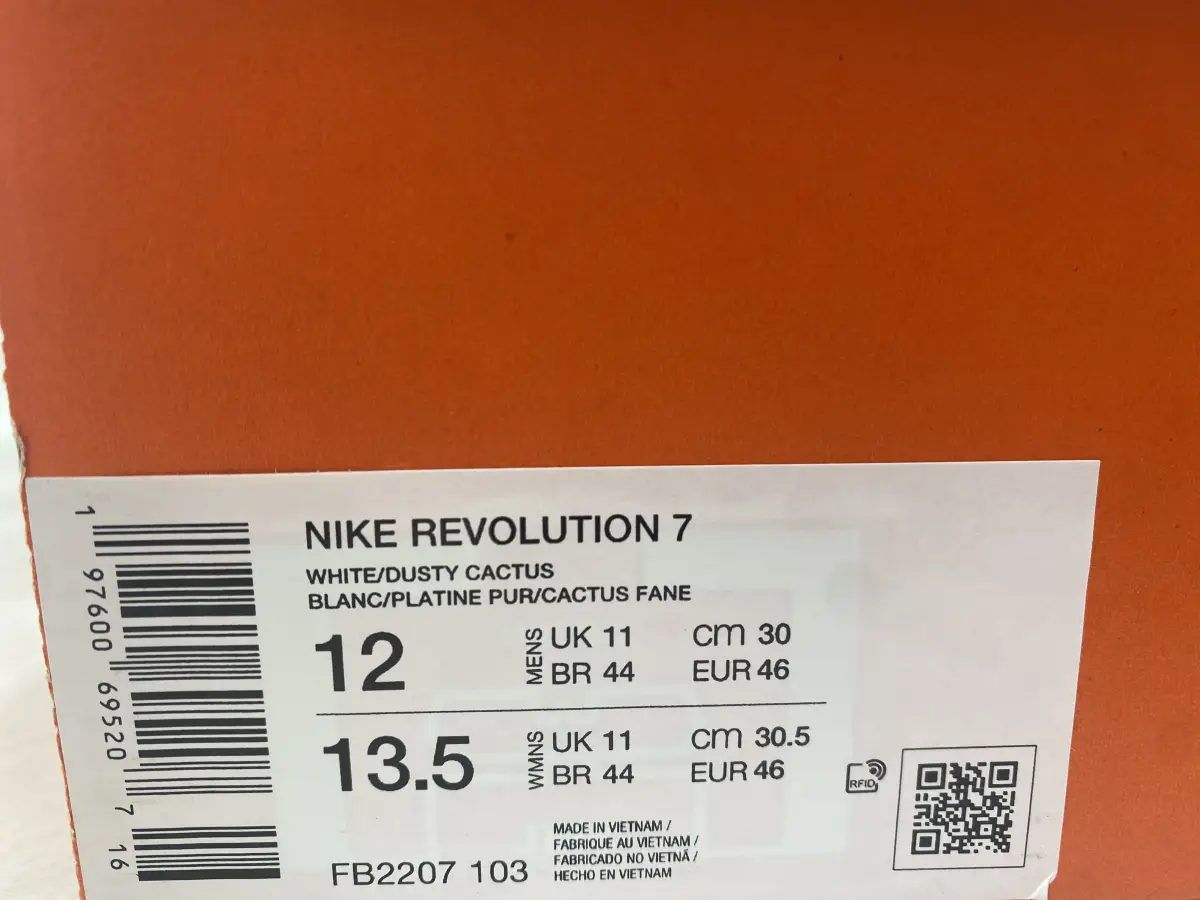 1 97600 69520 7 16
NIKE REVOLUTION 7
WHITE/DUSTY CACTUS
BLANC/PLATINE PUR/CACTUS FANE
12 MENS UK 11 cm 30
BR 44 EUR 46
13.5 WMNS UK 11 cm 30.5
BR 44 EUR 46
RFID
FB2207 103
MADE IN VIETNAM /
FABRIQUE AU VIETNAM /
FABRICADO NO VIETNÃ /
HECHO EN VIETNAM